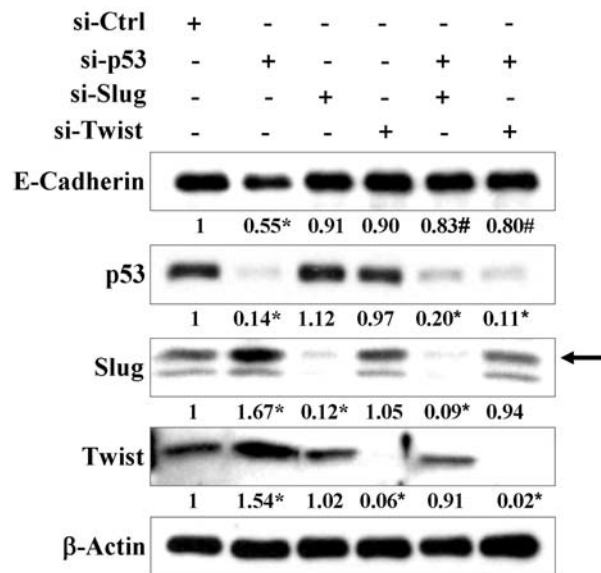 si-Ctrl + - - - - -
si-p53 - + - - + +
si-Slug - - + - + -
si-Twist - - - + - +
E-Cadherin
1 0.55* 0.91 0.90 0.83# 0.80#
p53
1 0.14* 1.12 0.97 0.20* 0.11*
Slug
1 1.67* 0.12* 1.05 0.09* 0.94
Twist
1 1.54* 1.02 0.06* 0.91 0.02*
β-Actin